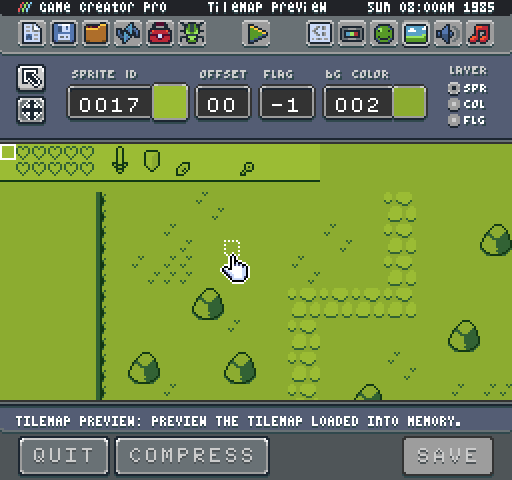 GAME CREATOR PRO TILEMAP PREVIEW SUN 08:00AM 1985
SPRITE ID OFFSET FLAG BG COLOR LAYER
0017 00 -1 002
SPR
COL
FLG
TILEMAP PREVIEW: PREVIEW THE TILEMAP LOADED INTO MEMORY.
QUIT COMPRESS SAVE